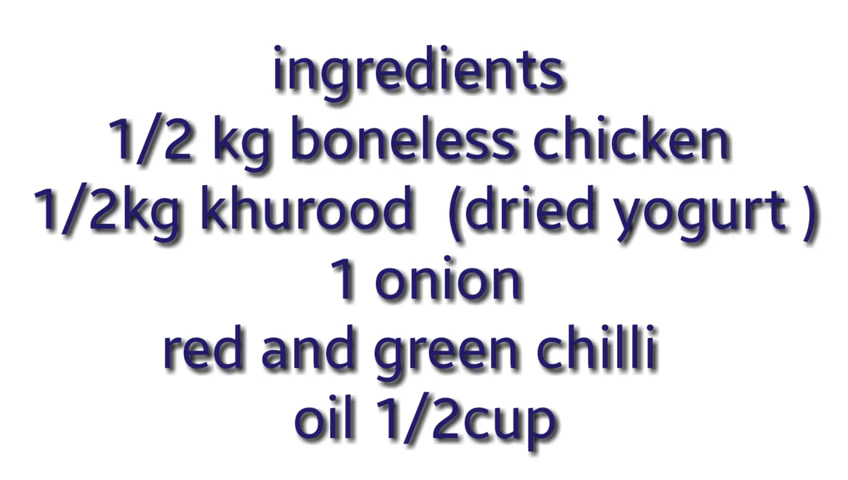 ingredients
1/2 kg boneless chicken
1/2kg khurood (dried yogurt )
1 onion
red and green chilli
oil 1/2cup